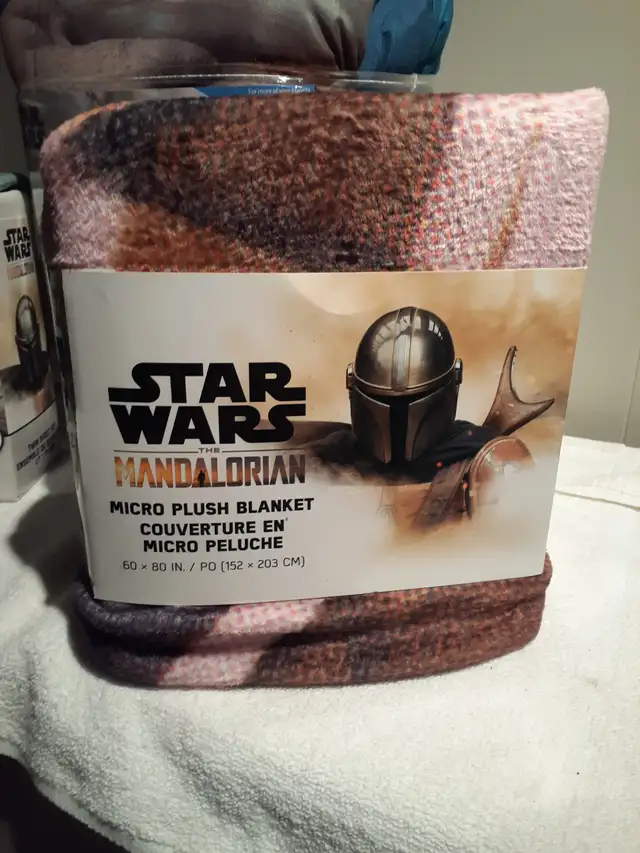 STAR
WARS
THE
MANDALORIAN
MICRO PLUSH BLANKET
COUVERTURE EN
MICRO PELUCHE
60 × 80 IN. / PO (152 × 203 CM)
STAR
WARS